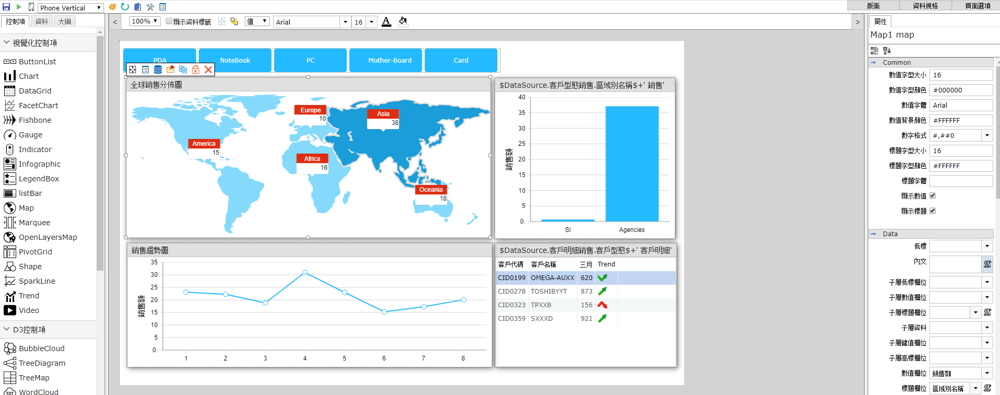 Phone Vertical
版面
資料規格
頁面選項
控制項
資料
大綱
<
100%
顯示資料標籤
值
Arial
16
A
>
屬性
Map1 map
視覺化控制項
ButtonList
Chart
DataGrid
FacetChart
Fishbone
Gauge
Indicator
Infographic
LegendBox
listBar
Map
Marquee
OpenLayersMap
PivotGrid
Shape
SparkLine
Trend
Video
D3控制項
BubbleCloud
TreeDiagram
TreeMap
WordCloud
PDA
NoteBook
PC
Mother-Board
Card
全球銷售分佈圖
Europe
10
Asia
38
America
15
Africa
16
Oceania
18
$DataSource.客戶型態銷售.區域別名稱$+' 銷售'
40
35
30
25
20
15
10
5
0.
銷售額
SI
Agencies
銷售趨勢圖
35
30
25
20
15
10
5
0.
銷售額
1 2 3 4 5 6 7 8
$DataSource.客戶明細銷售.客戶型態$+' 客戶明細'
客戶代碼 客戶名稱 三月 Trend
CID0199 OMEGA-AUXX 620
CID0278 TOSHIBYYT 873
CID0323 TPXXB 156
CID0359 SXXXD 921
Common
數值字型大小 16
數值字型顏色 #000000
數值字體 Arial
數值背景顏色 #FFFFFF
數字格式 #,##0
標題字型大小 16
標題字型顏色 #FFFFFF
標題字體
顯示數值
顯示標題
Data
低標
內文
子層低標欄位
子層數值欄位
子層標題欄位
子層資料
子層鍵值欄位
子層高標欄位
數值欄位 銷售額
標題欄位 區域別名稱